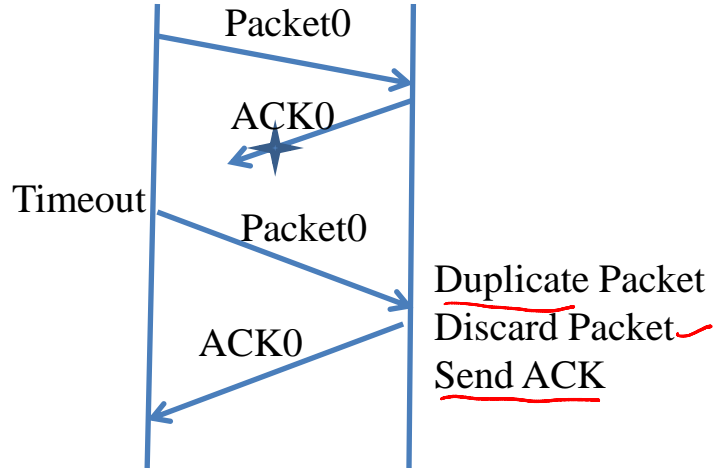 Packet0
ACK0
Timeout
Packet0
Duplicate Packet
Discard Packet
ACK0
Send ACK